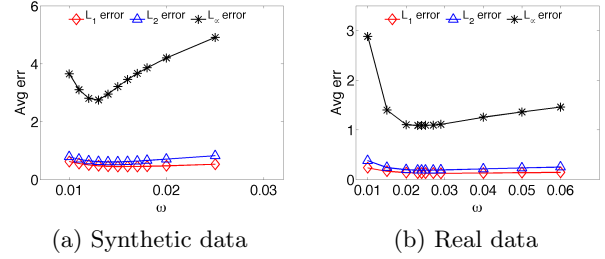 L1 error L2 error L∝ error
Avg err
6
4
2
0
0.01 0.02 0.03
ω
(a) Synthetic data
L1 error L2 error L∝ error
Avg err
3
2
1
0
0.01 0.02 0.03 0.04 0.05 0.06
ω
(b) Real data